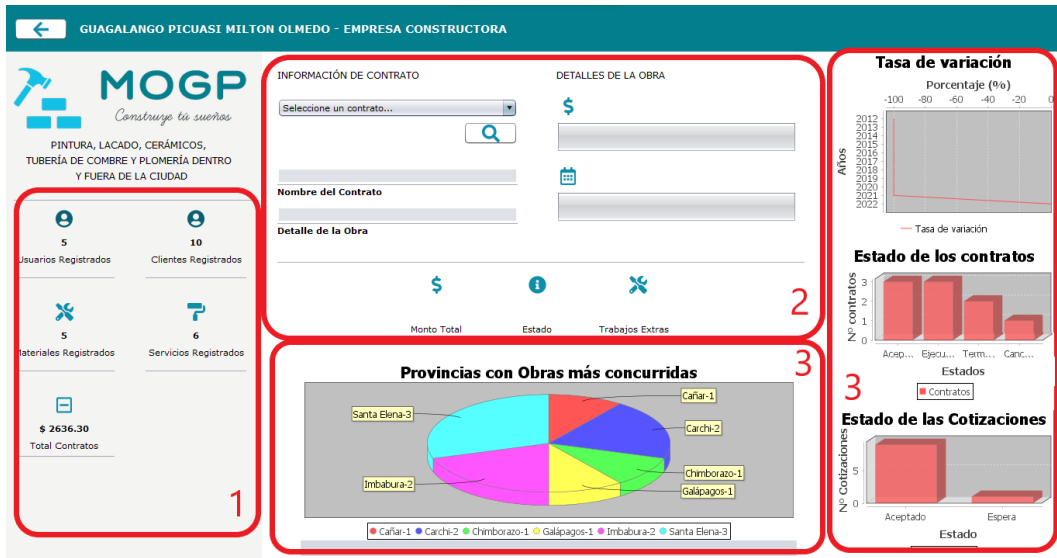 GUAGALANGO PICUASI MILTON OLMEDO - EMPRESA CONSTRUCTORA
MOGP
Construye tú sueños
PINTURA, LACADO, CERÁMICOS,
TUBERÍA DE COMBRE Y PLOMERÍA DENTRO
Y FUERA DE LA CIUDAD
5
Usuarios Registrados
10
Clientes Registrados
5
Materiales Registrados
6
Servicios Registrados
$ 2636.30
Total Contratos
1
INFORMACIÓN DE CONTRATO
DETALLES DE LA OBRA
Seleccione un contrato...
$
Nombre del Contrato
Detalle de la Obra
$
Monto Total
Estado
Trabajos Extras
2
3
Provincias con Obras más concurridas
Cañar-1
Santa Elena-3
Carchi-2
Chimborazo-1
Imbabura-2
Galápagos-1
Cañar-1 Carchi-2 Chimborazo-1 Galápagos-1 Imbabura-2 Santa Elena-3
Tasa de variación
Porcentaje (%)
-100 -80 -60 -40 -20 0
Años
2012
2013
2014
2015
2016
2017
2018
2019
2020
2021
2022
Tasa de variación
Estado de los contratos
Nº contratos
3
2
1
0
Acep... Ejecu... Term... Canc...
Estados
Contratos
3
Estado de las Cotizaciones
Nº Cotizaciones
5
0
Aceptado Espera
Estado